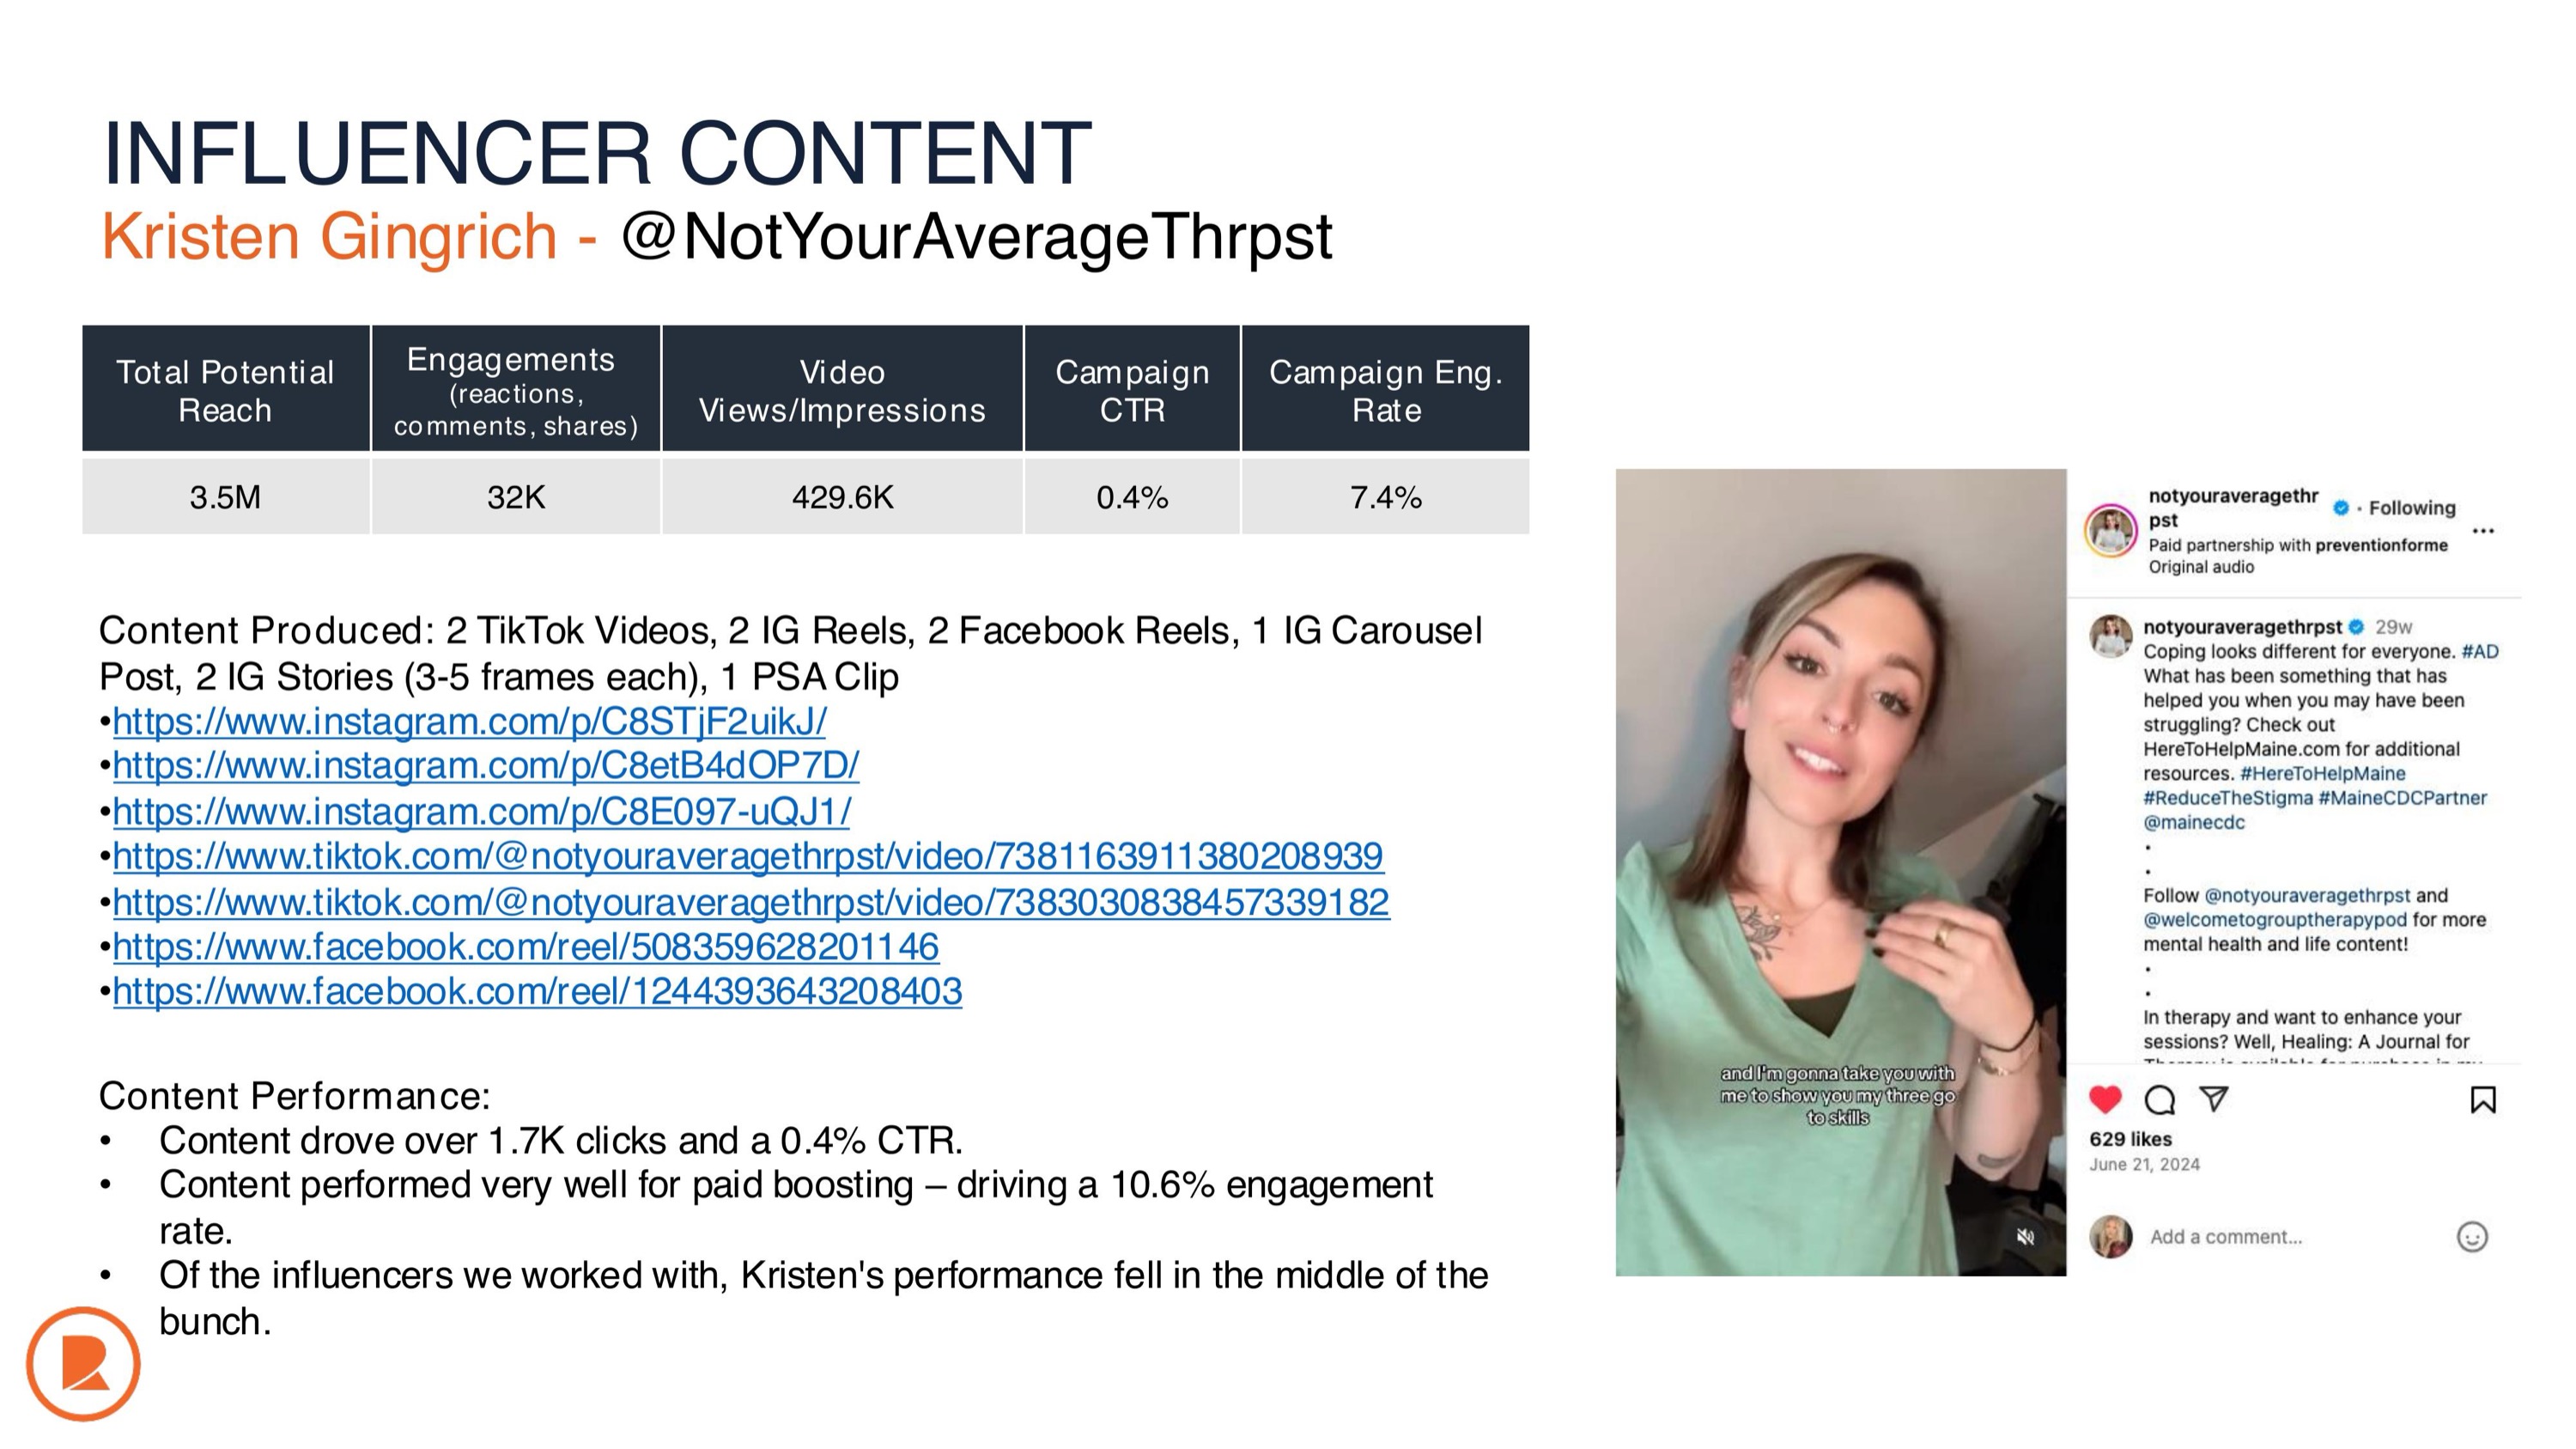 INFLUENCER CONTENT
Kristen Gingrich - @NotYourAverageThrpst
Total Potential
Reach
Engagements
(reactions,
comments, shares)
Video
Views/Impressions
Campaign
CTR
Campaign Eng.
Rate
3.5M
32K
429.6K
0.4%
7.4%
Content Produced: 2 TikTok Videos, 2 IG Reels, 2 Facebook Reels, 1 IG Carousel
Post, 2 IG Stories (3-5 frames each), 1 PSA Clip
•https://www.instagram.com/p/C8STjF2uikJ/
•https://www.instagram.com/p/C8etB4dOP7D/
•https://www.instagram.com/p/C8E097-uQJ1/
•https://www.tiktok.com/@notyouraveragethrpst/video/7381163911380208939
•https://www.tiktok.com/@notyouraveragethrpst/video/7383030838457339182
•https://www.facebook.com/reel/508359628201146
•https://www.facebook.com/reel/1244393643208403
Content Performance:
• Content drove over 1.7K clicks and a 0.4% CTR.
• Content performed very well for paid boosting – driving a 10.6% engagement
rate.
• Of the influencers we worked with, Kristen's performance fell in the middle of the
bunch.
and I'm gonna take you with
me to show you my three go
to skills
notyouraveragethr
pst
· Following
Paid partnership with preventionforme
Original audio
notyouraveragethrpst 29w
Coping looks different for everyone. #AD
What has been something that has
helped you when you may have been
struggling? Check out
HereToHelpMaine.com for additional
resources. #HereToHelpMaine
#ReduceTheStigma #MaineCDCPartner
@mainecdc
.
.
Follow @notyouraveragethrpst and
@welcometogrouptherapypod for more
mental health and life content!
.
.
In therapy and want to enhance your
sessions? Well, Healing: A Journal for
629 likes
June 21, 2024
Add a comment...